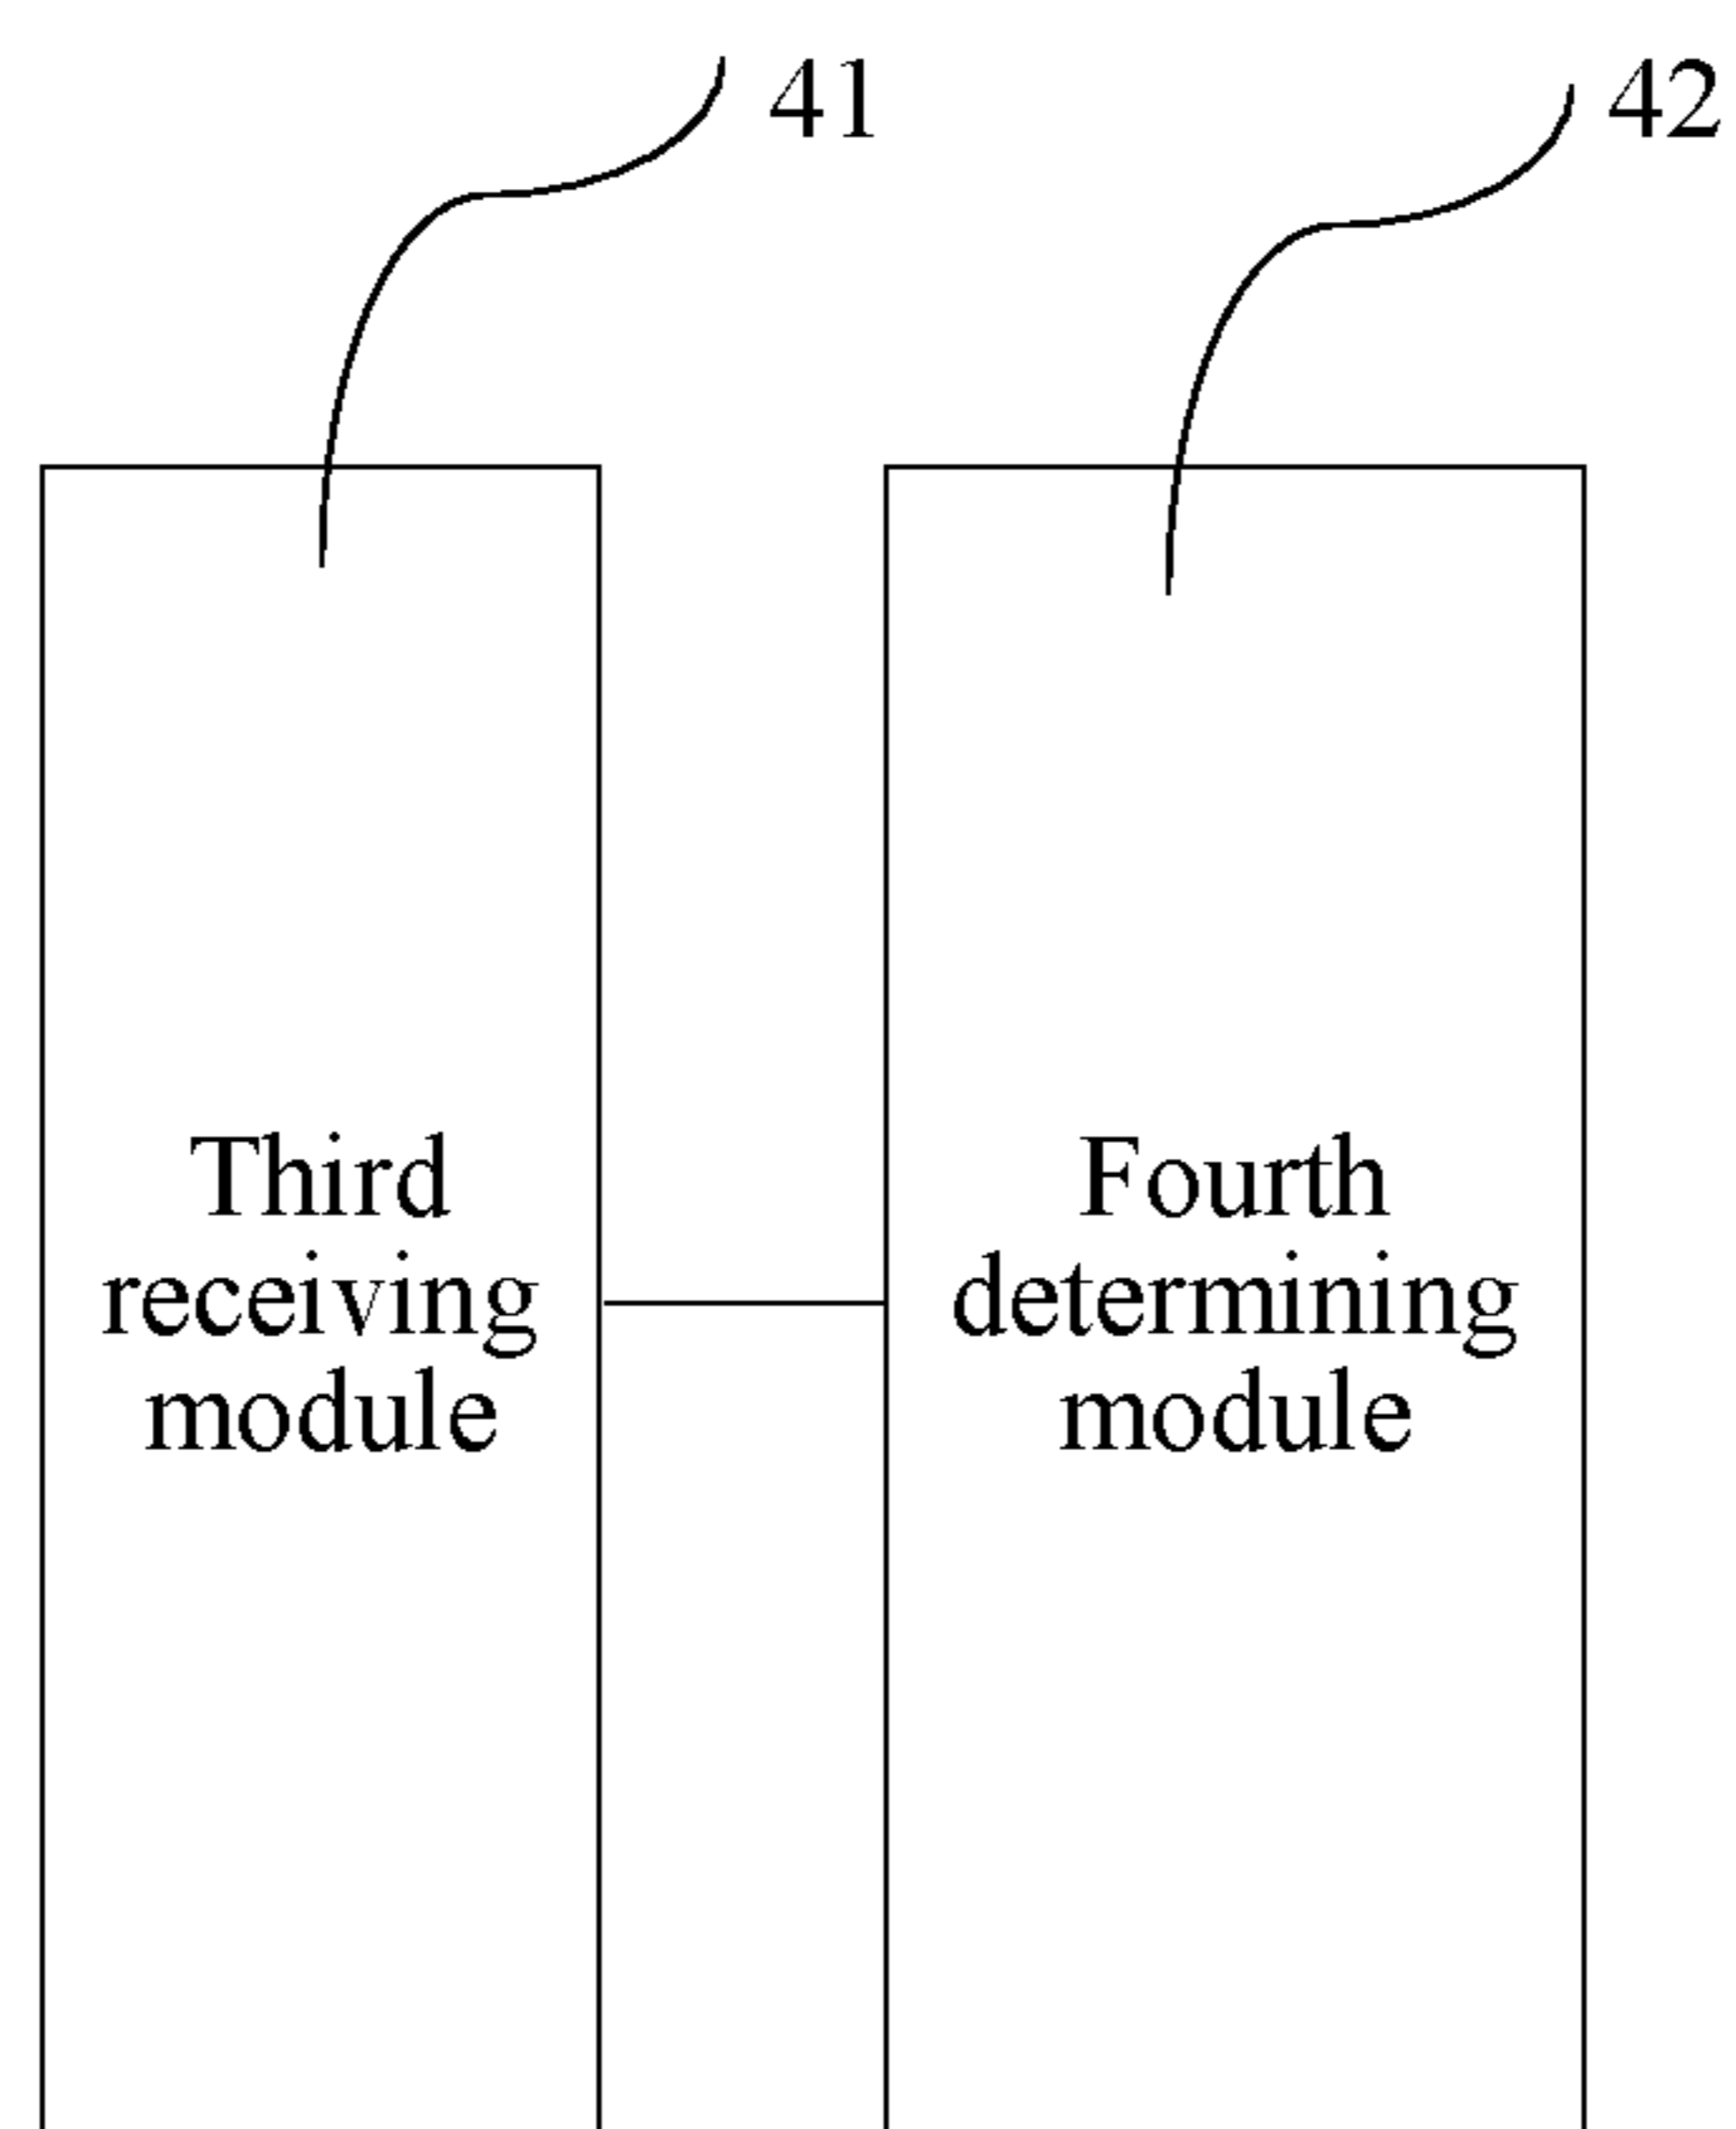 41
42
Third
receiving
module
Fourth
determining
module